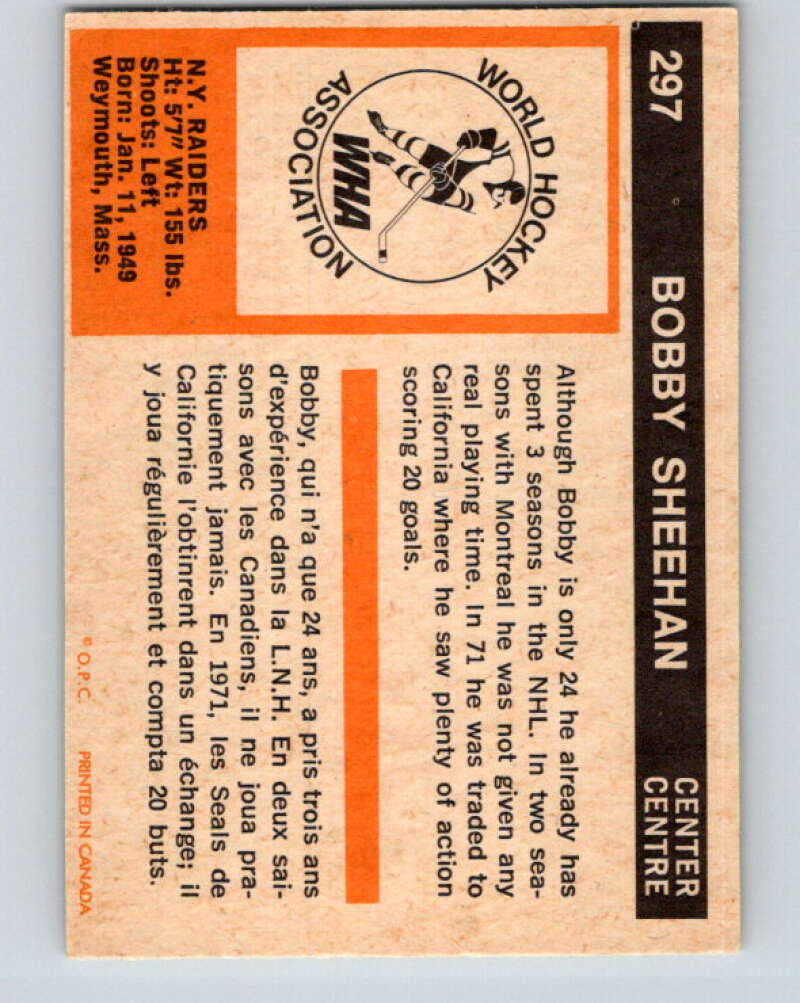 297 BOBBY SHEEHAN CENTER
CENTRE
WORLD HOCKEY
ASSOCIATION
WHA
N.Y. RAIDERS
Ht: 5'7" Wt: 155 lbs.
Shoots: Left
Born: Jan. 11, 1949
Weymouth, Mass.
Although Bobby is only 24 he already has
spent 3 seasons in the NHL. In two sea-
sons with Montreal he was not given any
real playing time. In 71 he was traded to
California where he saw plenty of action
scoring 20 goals.
Bobby, qui n'a que 24 ans, a pris trois ans
d'expérience dans la L.N.H. En deux sai-
sons avec les Canadiens, il ne joua pra-
tiquement jamais. En 1971, les Seals de
Californie l'obtinrent dans un échange; il
y joua régulièrement et compta 20 buts.
© O.P.C. PRINTED IN CANADA